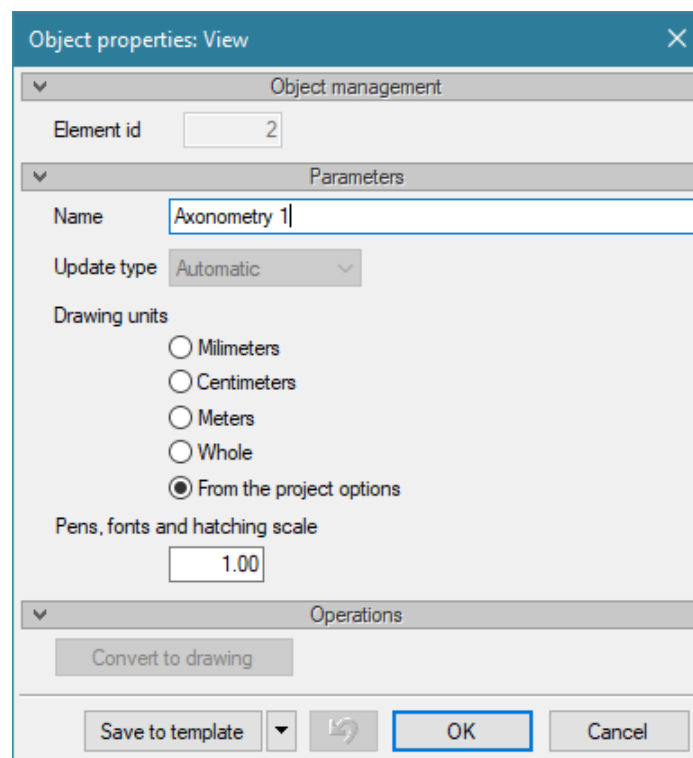 Object properties: View
Object management
Element id 2
Parameters
Name Axonometry 1
Update type Automatic
Drawing units
Milimeters
Centimeters
Meters
Whole
From the project options
Pens, fonts and hatching scale
1.00
Operations
Convert to drawing
Save to template OK Cancel